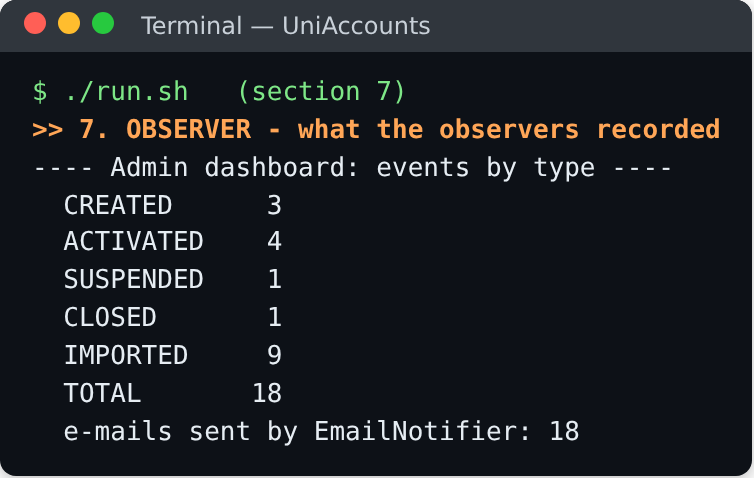 Terminal — UniAccounts
$ ./run.sh   (section 7)
>> 7. OBSERVER - what the observers recorded
---- Admin dashboard: events by type ----
  CREATED      3
  ACTIVATED    4
  SUSPENDED    1
  CLOSED       1
  IMPORTED     9
  TOTAL       18
  e-mails sent by EmailNotifier: 18